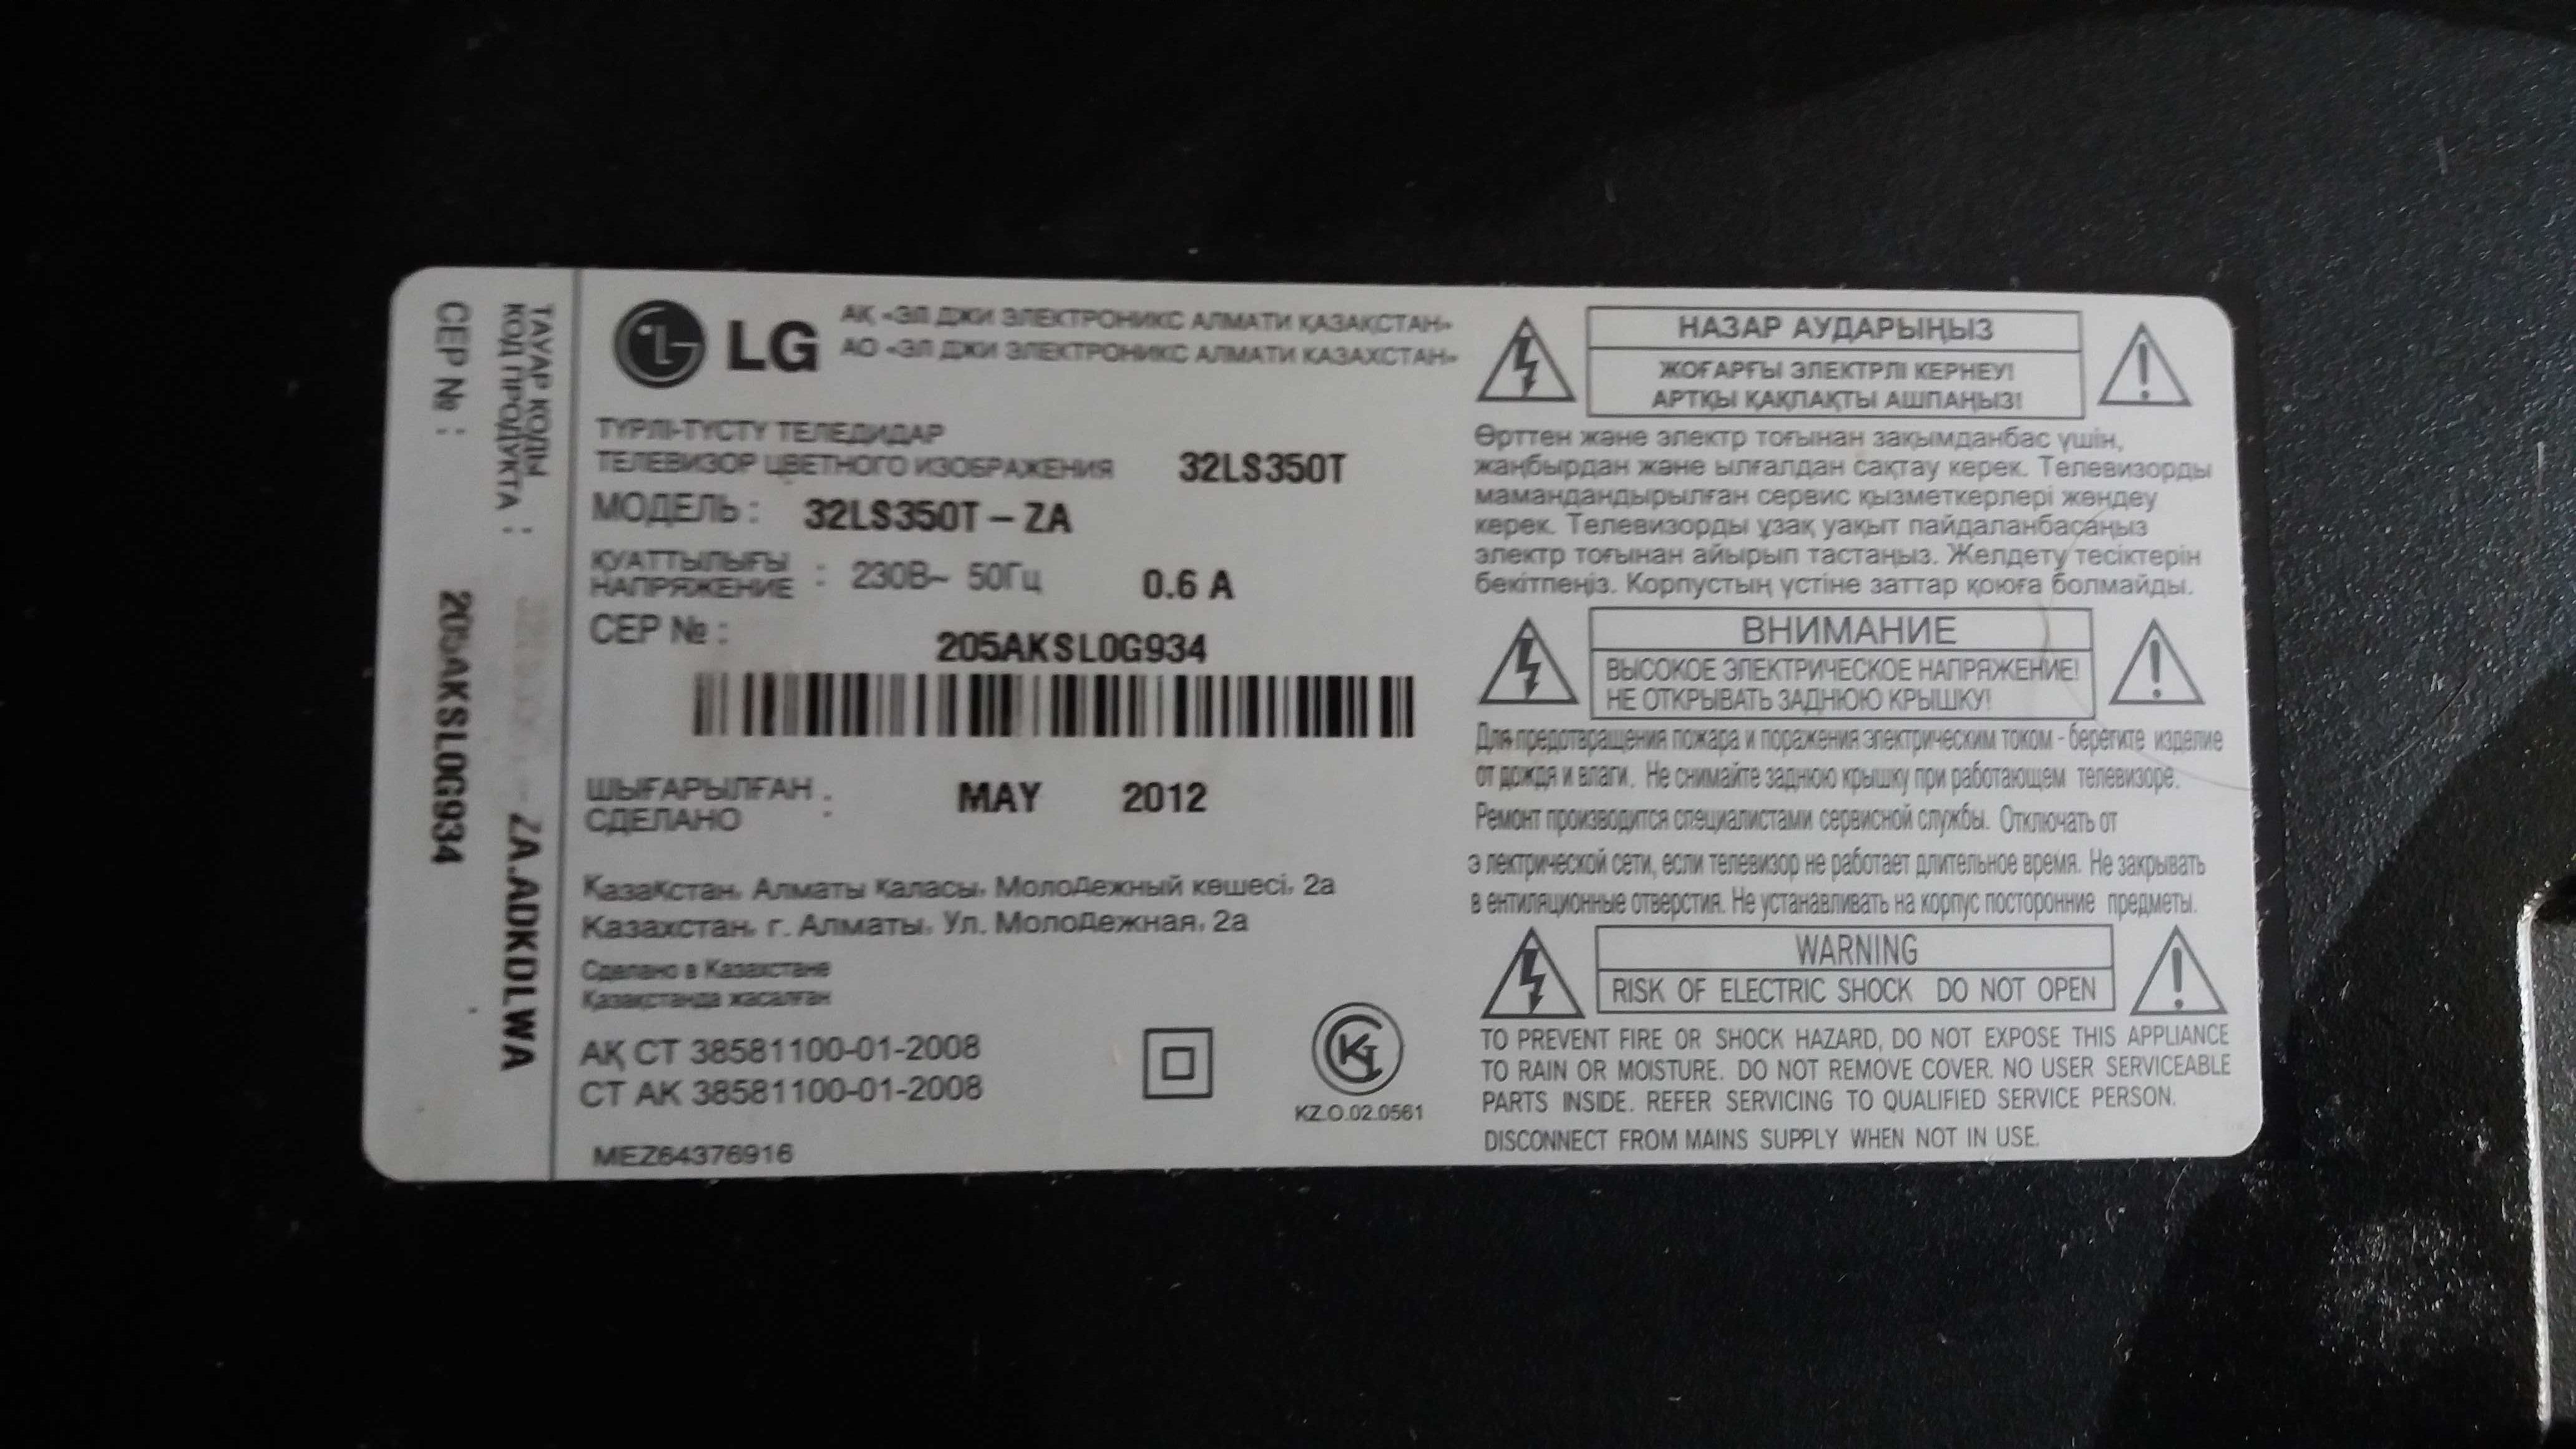 LG
АҚ «ЭЛ ДЖИ ЭЛЕКТРОНИКС АЛМАТИ ҚАЗАҚСТАН»
АО «ЭЛ ДЖИ ЭЛЕКТРОНИКС АЛМАТИ КАЗАХСТАН»
ТҮРЛІ-ТҮСТҮ ТЕЛЕДИДАР
ТЕЛЕВИЗОР ЦВЕТНОГО ИЗОБРАЖЕНИЯ 32LS350T
МОДЕЛЬ : 32LS350T – ZA
ҚУАТТЫЛЫҒЫ
НАПРЯЖЕНИЕ : 230В~ 50Гц 0.6 A
СЕР № : 205AKSL0G934
ШЫҒАРЫЛҒАН :
СДЕЛАНО : MAY 2012
ҚазаҚстан, Алматы Қаласы, Молодежный көшесі, 2а
Казахстан, г. Алматы, Ул. Молодежная, 2а
Сделано в Казахстане
Қазақстанда жасалған
АҚ СТ 38581100-01-2008
СТ АК 38581100-01-2008
KZ.O.02.0561
MEZ64376916
ТАУАР КОДЫ
КОД ПРОДУКТА : ZA.ADKDLWA
СЕР № : 205AKSL0G934
НАЗАР АУДАРЫҢЫЗ
ЖОҒАРҒЫ ЭЛЕКТРЛІ КЕРНЕУ!
АРТҚЫ ҚАҚПАҚТЫ АШПАҢЫЗ!
Өрттен және электр тоғынан зақымданбас үшін,
жаңбырдан және ылғалдан сақтау керек. Телевизорды
мамандандырылған сервис қызметкерлері жөндеу
керек. Телевизорды ұзақ уақыт пайдаланбасаңыз
электр тоғынан айырып тастаңыз. Желдету тесіктерін
бекітпеңіз. Корпустың үстіне заттар қоюға болмайды.
ВНИМАНИЕ
ВЫСОКОЕ ЭЛЕКТРИЧЕСКОЕ НАПРЯЖЕНИЕ!
НЕ ОТКРЫВАТЬ ЗАДНЮЮ КРЫШКУ!
Для предотвращения пожара и поражения электрическим током - берегите изделие
от дождя и влаги. Не снимайте заднюю крышку при работающем телевизоре.
Ремонт производится специалистами сервисной службы. Отключать от
э лектрической сети, если телевизор не работает длительное время. Не закрывать
в ентиляционные отверстия. Не устанавливать на корпус посторонние предметы.
WARNING
RISK OF ELECTRIC SHOCK DO NOT OPEN
TO PREVENT FIRE OR SHOCK HAZARD, DO NOT EXPOSE THIS APPLIANCE
TO RAIN OR MOISTURE. DO NOT REMOVE COVER. NO USER SERVICEABLE
PARTS INSIDE. REFER SERVICING TO QUALIFIED SERVICE PERSON.
DISCONNECT FROM MAINS SUPPLY WHEN NOT IN USE.